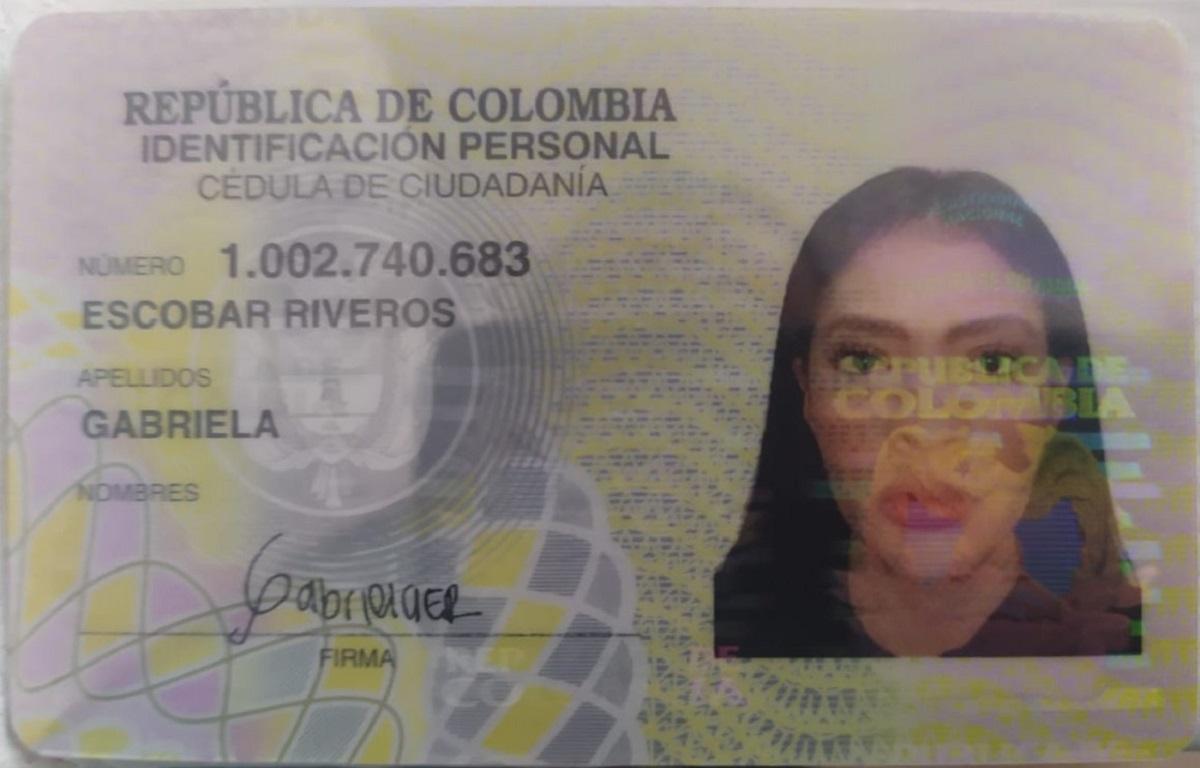 REPÚBLICA DE COLOMBIA
IDENTIFICACIÓN PERSONAL
CÉDULA DE CIUDADANÍA
NÚMERO 1.002.740.683
ESCOBAR RIVEROS
APELLIDOS
GABRIELA
NOMBRES
REPÚBLICA DE
COLOMBIA
FIRMA